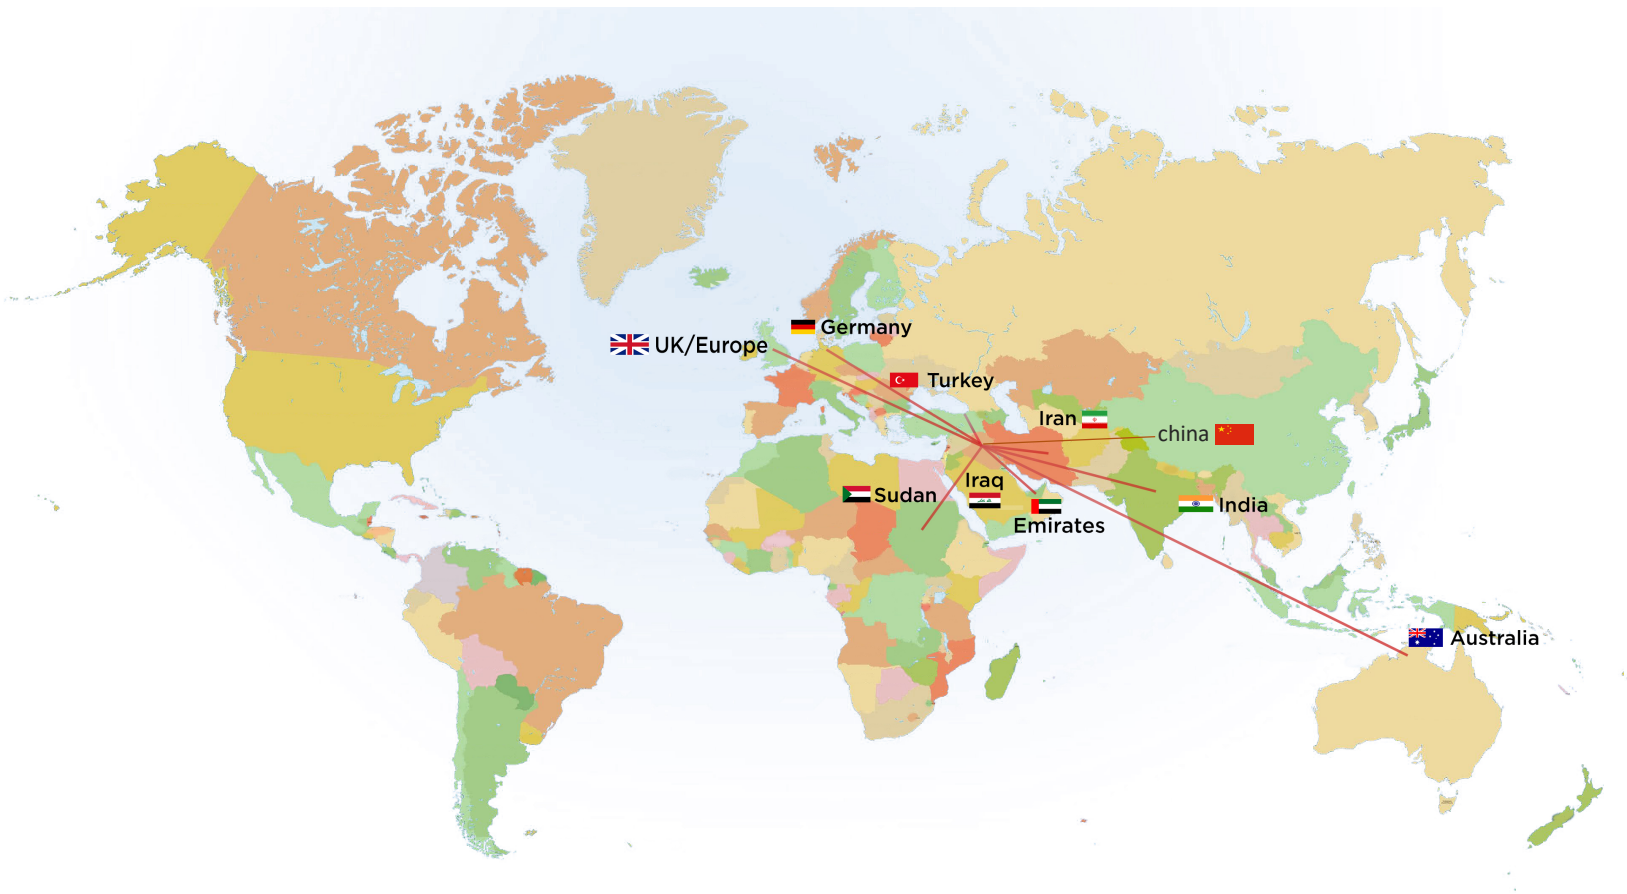 Germany
UK/Europe
Turkey
Iran
china
Iraq
Sudan
India
Emirates
Australia